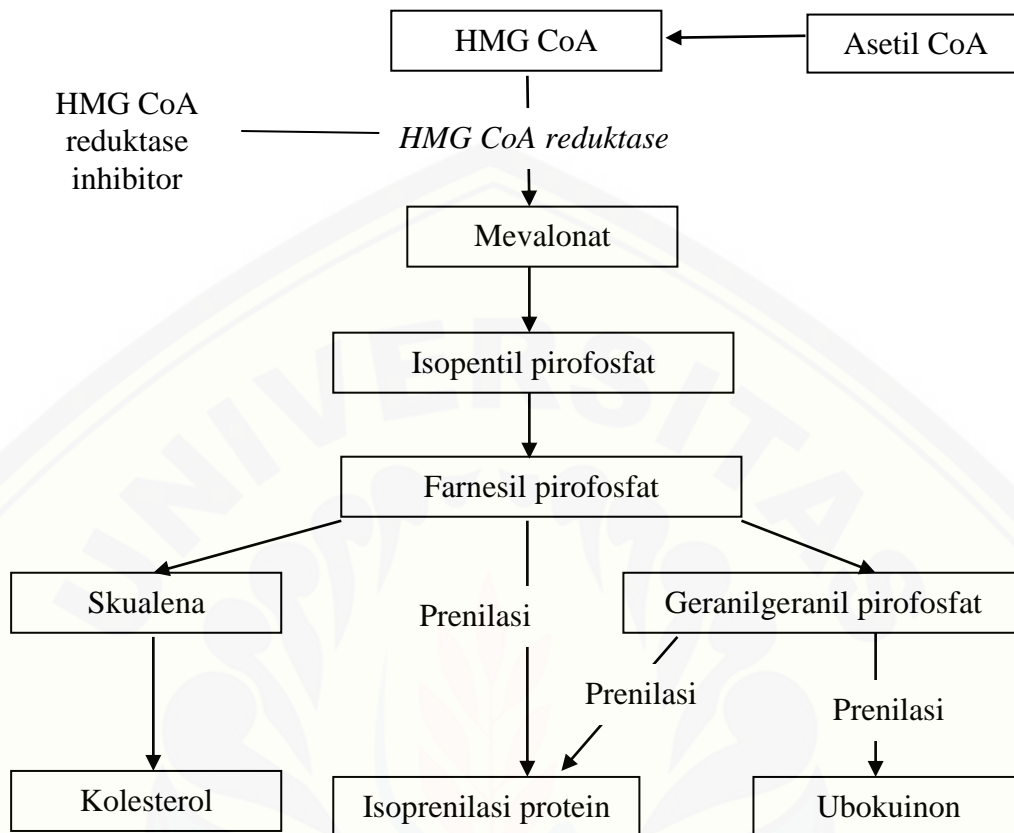 HMG CoA
Asetil CoA
HMG CoA
reduktase
inhibitor
HMG CoA reduktase
Mevalonat
Isopentil pirofosfat
Farnesil pirofosfat
Skualena
Prenilasi
Geranilgeranil pirofosfat
Prenilasi
Prenilasi
Kolesterol
Isoprenilasi protein
Ubokuinon
UNIVERSITAS